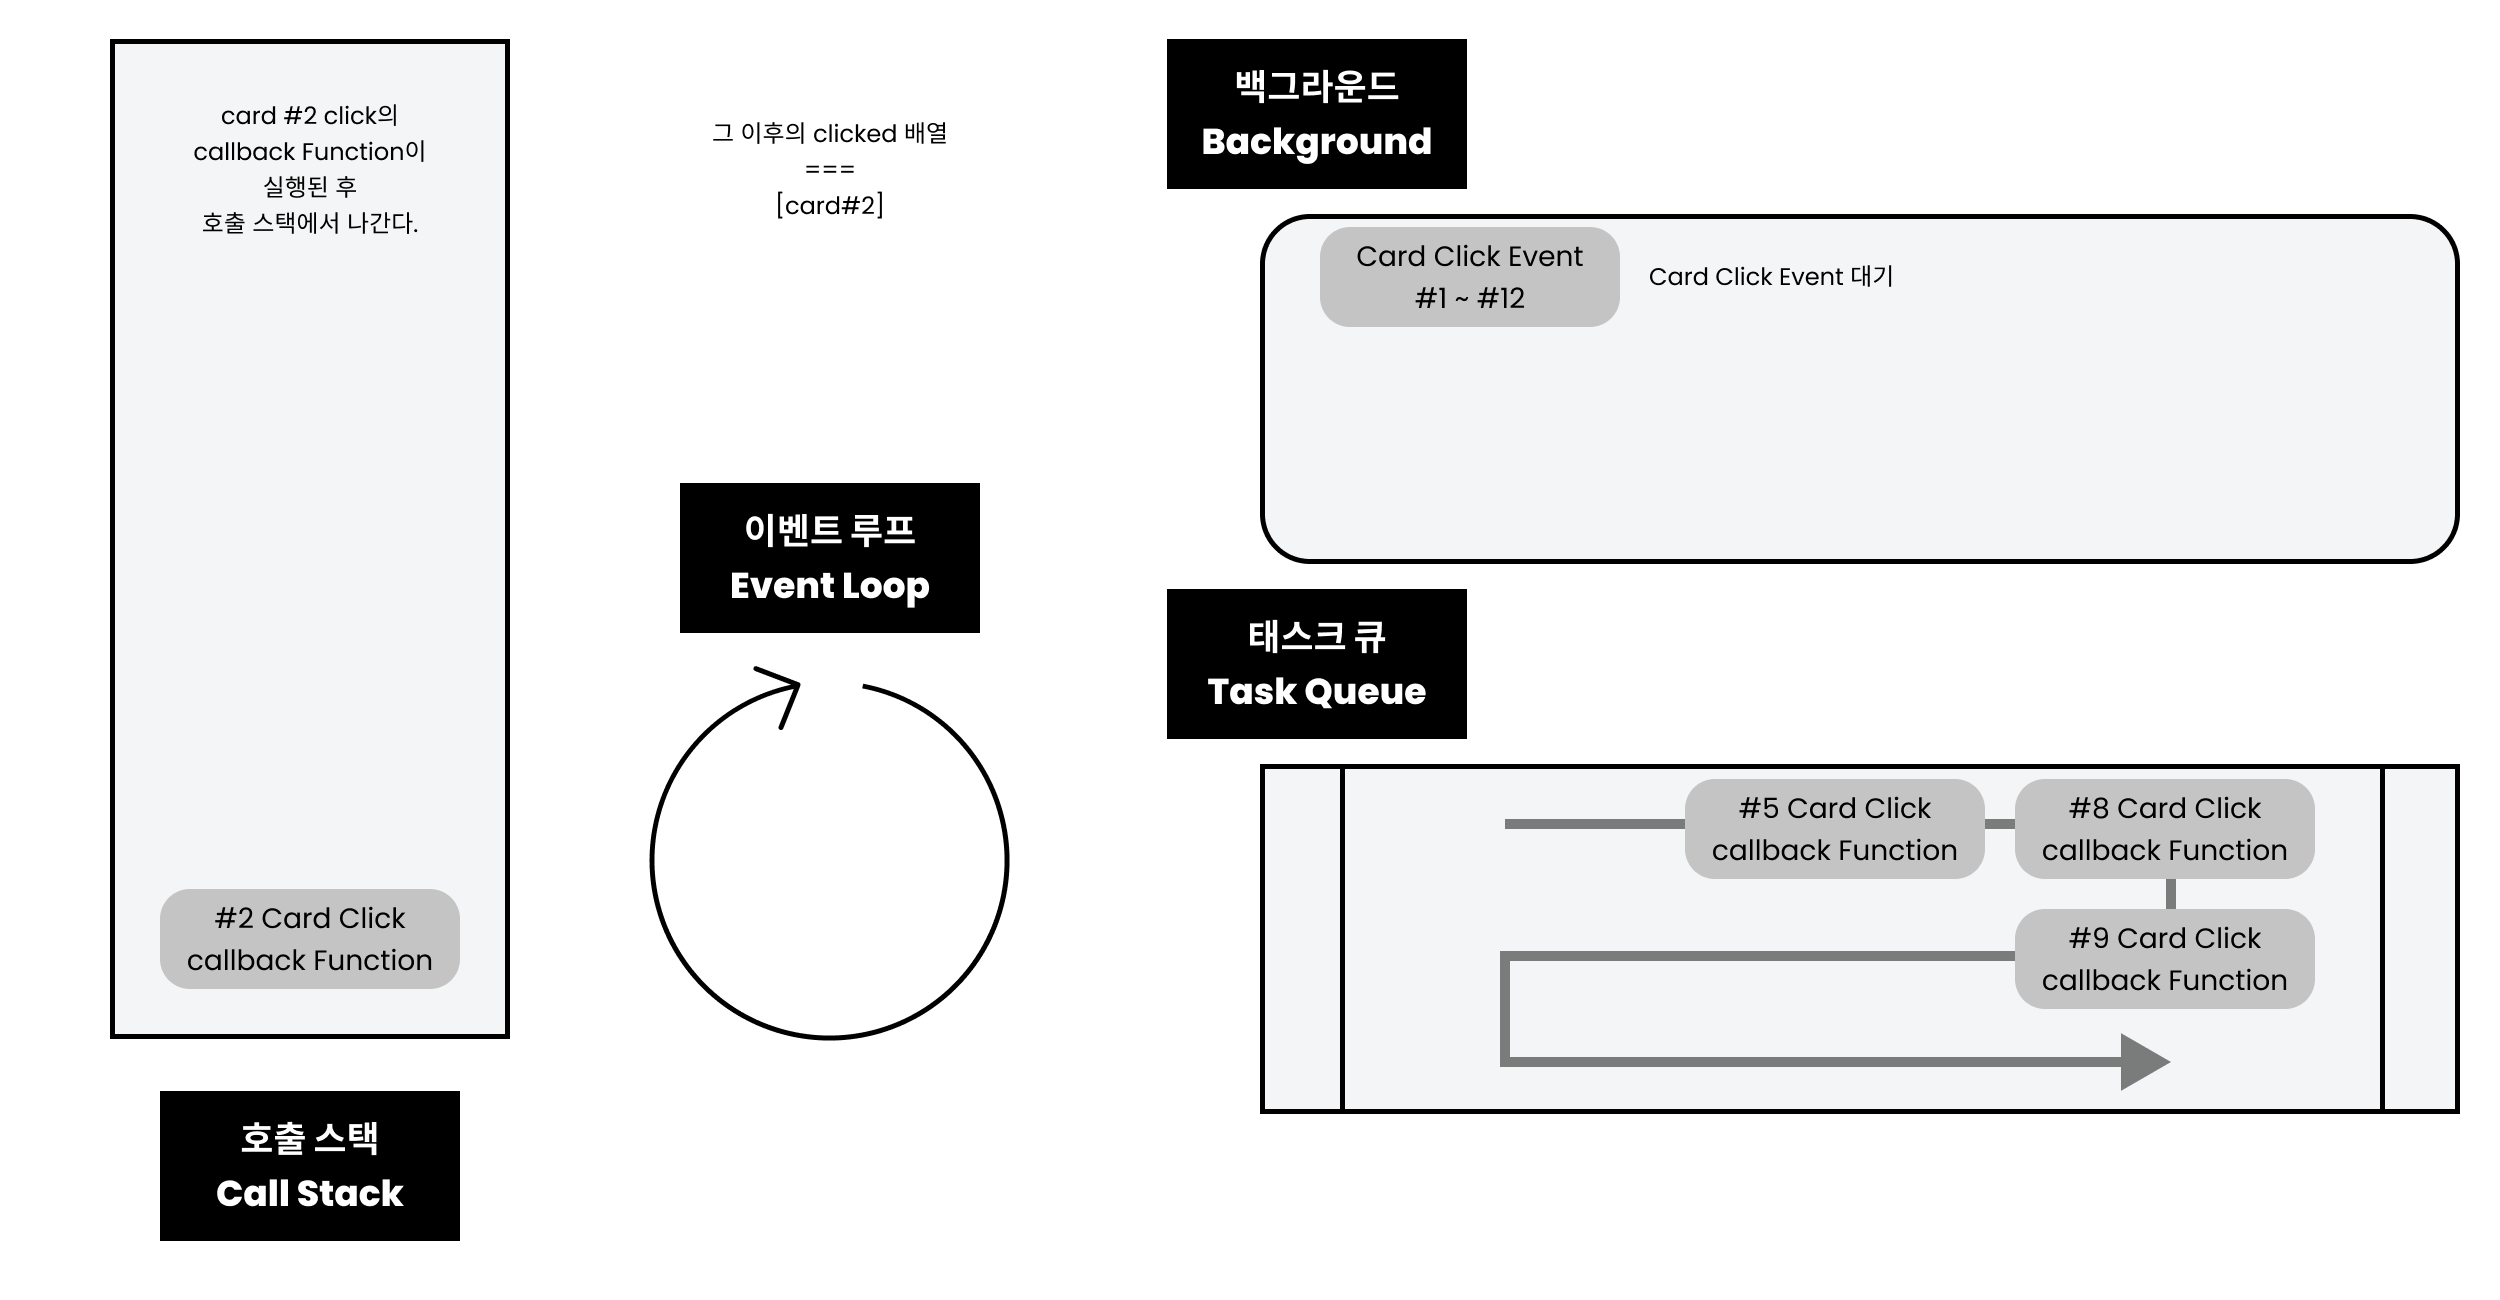 card #2 click의
callback Function이
실행된 후
호출 스택에서 나간다.
#2 Card Click
callback Function
호출 스택
Call Stack
그 이후의 clicked 배열
===
[card#2]
이벤트 루프
Event Loop
백그라운드
Background
Card Click Event
#1 ~ #12
Card Click Event 대기
태스크 큐
Task Queue
#5 Card Click
callback Function
#8 Card Click
callback Function
#9 Card Click
callback Function